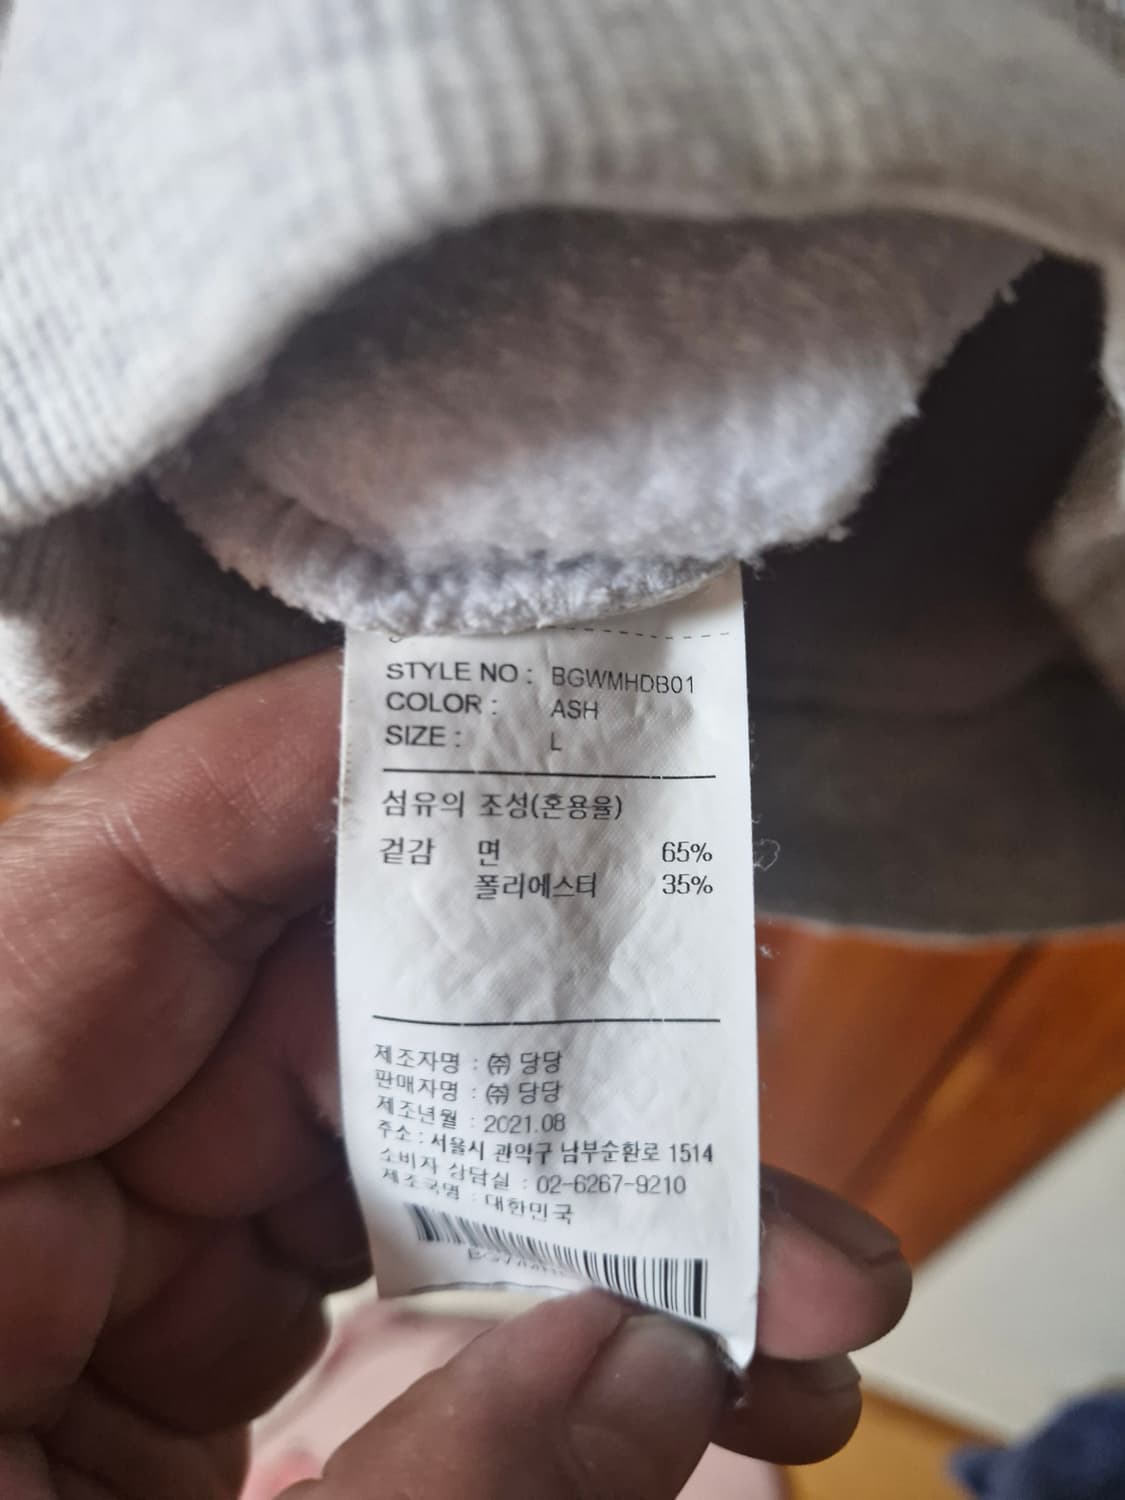 STYLE NO : BGWMHDB01
COLOR : ASH
SIZE : L
섬유의 조성(혼용율)
겉감 면 65%
폴리에스터 35%
제조자명 : ㈜ 당당
판매자명 : ㈜ 당당
제조년월 : 2021.08
주소 : 서울시 관악구 남부순환로 1514
소비자 상담실 : 02-6267-9210
제조국명 : 대한민국